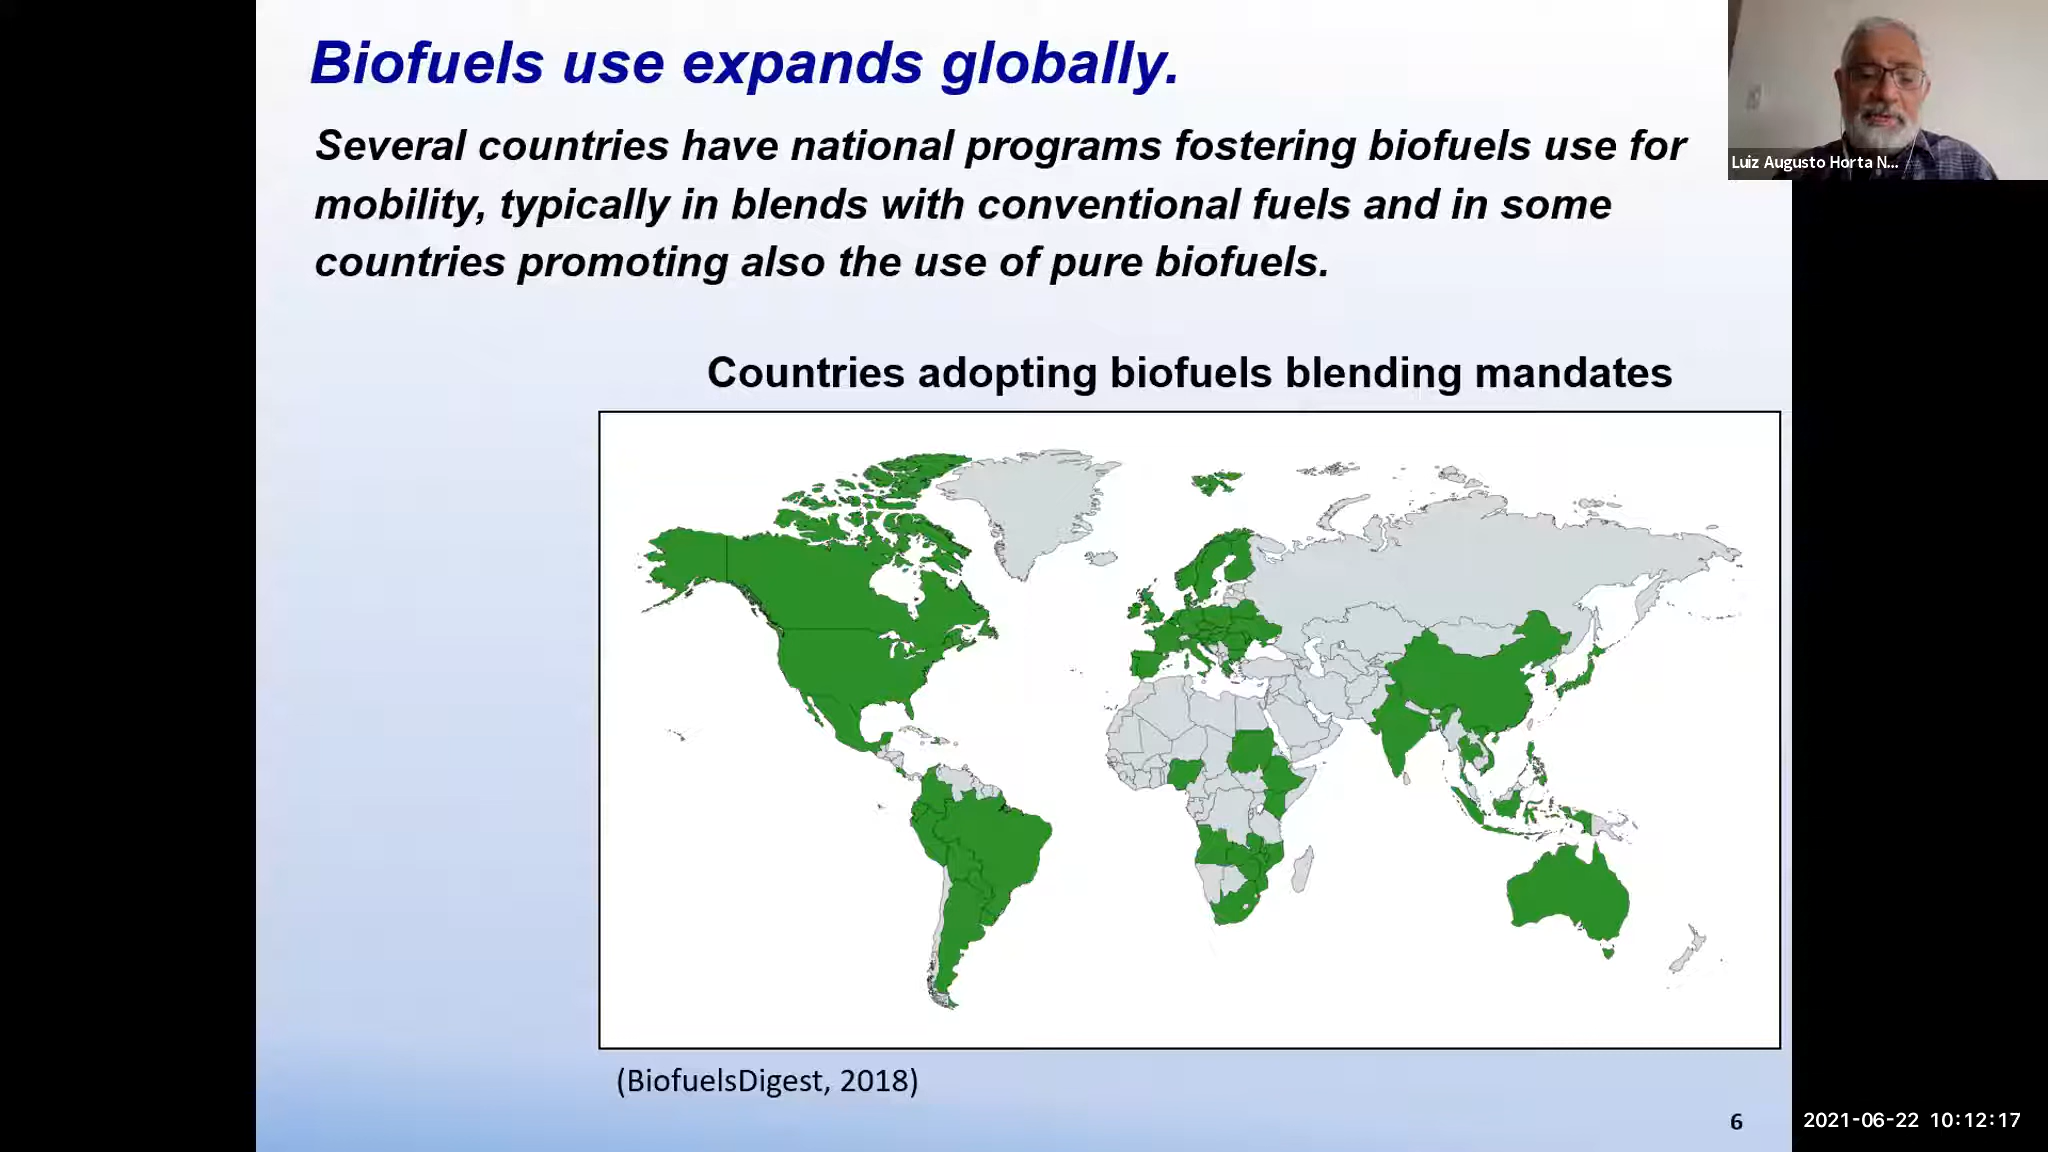 Biofuels use expands globally.
Several countries have national programs fostering biofuels use for
mobility, typically in blends with conventional fuels and in some
countries promoting also the use of pure biofuels.
Luiz Augusto Horta N...
Countries adopting biofuels blending mandates
(BiofuelsDigest, 2018)
6
2021-06-22 10:12:17